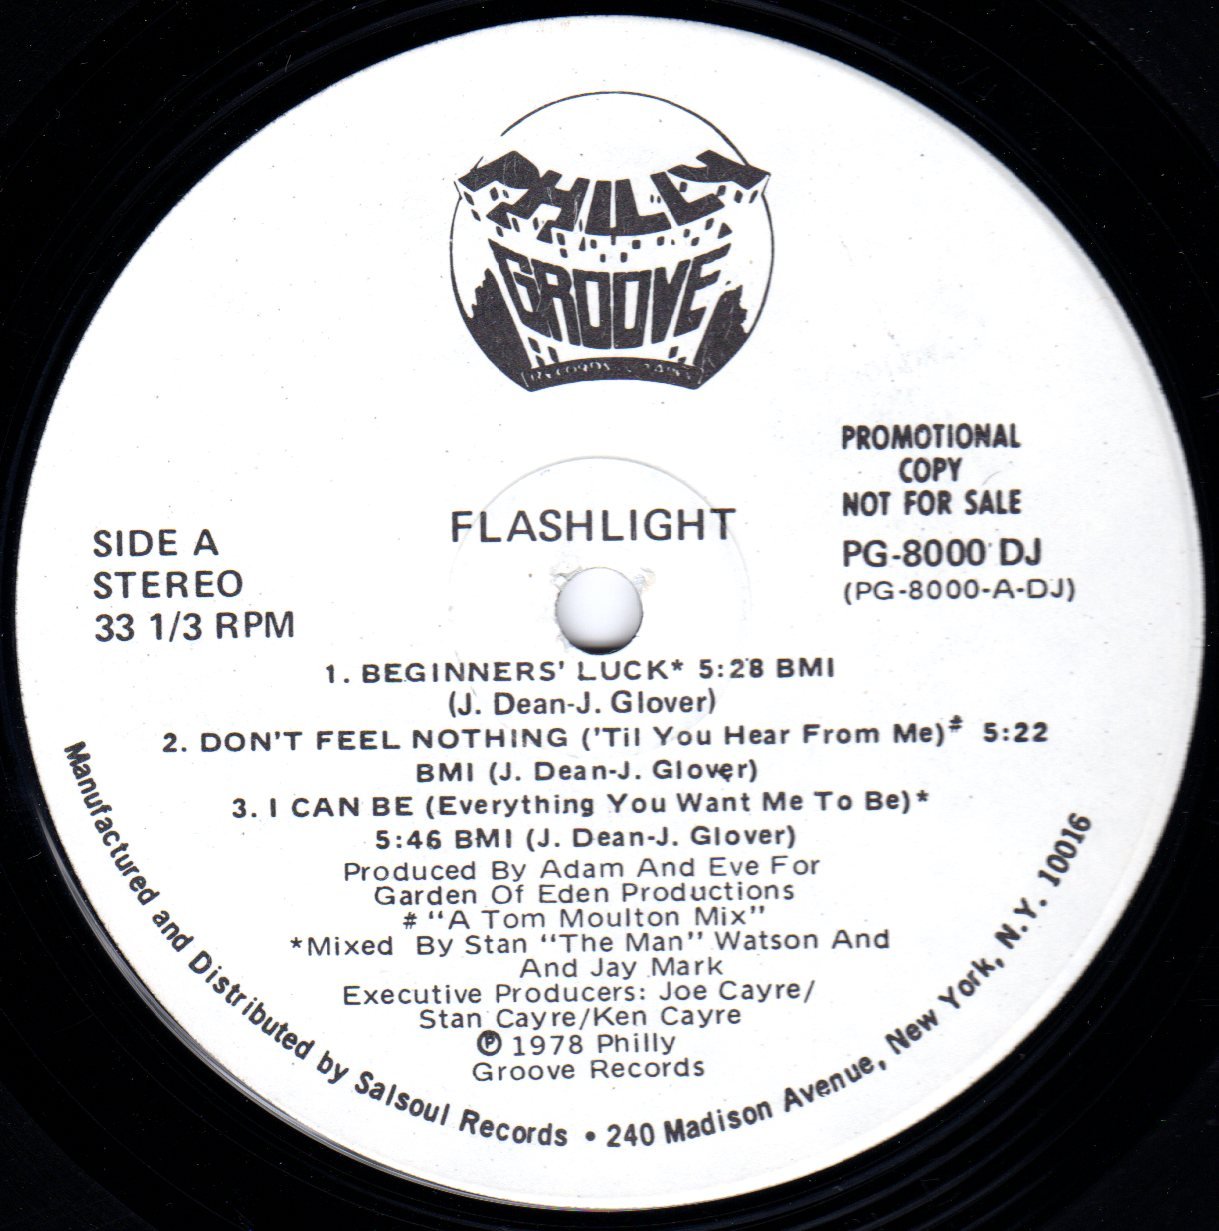 PHILLY
GROOVE
RECORDS
PROMOTIONAL
COPY
NOT FOR SALE
FLASHLIGHT
SIDE A
STEREO
33 1/3 RPM
PG-8000 DJ
(PG-8000-A-DJ)
1. BEGINNERS' LUCK* 5:28 BMI
(J. Dean-J. Glover)
2. DON'T FEEL NOTHING ('Til You Hear From Me)# 5:22
BMI (J. Dean-J. Glover)
3. I CAN BE (Everything You Want Me To Be)*
5:46 BMI (J. Dean-J. Glover)
Produced By Adam And Eve For
Garden Of Eden Productions
# "A Tom Moulton Mix"
*Mixed By Stan "The Man" Watson And
And Jay Mark
Executive Producers: Joe Cayre/
Stan Cayre/Ken Cayre
℗ 1978 Philly
Groove Records
Manufactured and Distributed by Salsoul Records • 240 Madison Avenue, New York, N.Y. 10016